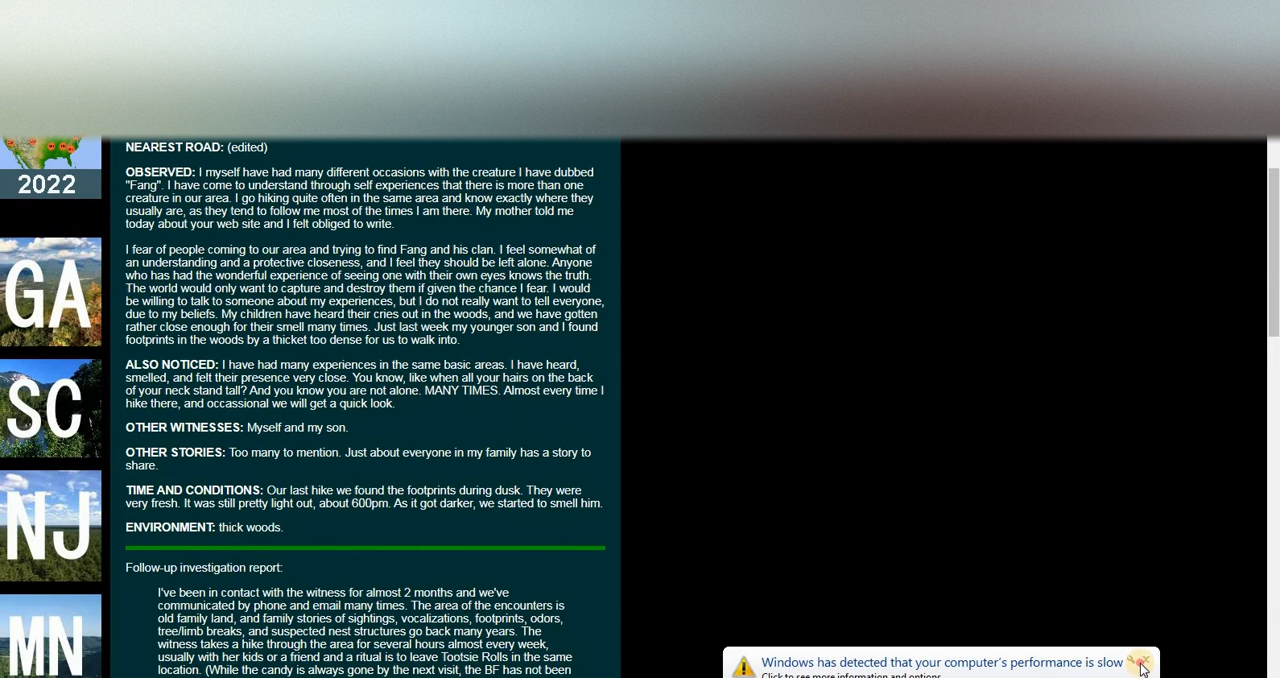 2022
GA
SC
NJ
MN
NEAREST ROAD: (edited)
OBSERVED: I myself have had many different occasions with the creature I have dubbed
"Fang". I have come to understand through self experiences that there is more than one
creature in our area. I go hiking quite often in the same area and know exactly where they
usually are, as they tend to follow me most of the times I am there. My mother told me
today about your web site and I felt obliged to write.
I fear of people coming to our area and trying to find Fang and his clan. I feel somewhat of
an understanding and a protective closeness, and I feel they should be left alone. Anyone
who has had the wonderful experience of seeing one with their own eyes knows the truth.
The world would only want to capture and destroy them if given the chance I fear. I would
be willing to talk to someone about my experiences, but I do not really want to tell everyone,
due to my beliefs. My children have heard their cries out in the woods, and we have gotten
rather close enough for their smell many times. Just last week my younger son and I found
footprints in the woods by a thicket too dense for us to walk into.
ALSO NOTICED: I have had many experiences in the same basic areas. I have heard,
smelled, and felt their presence very close. You know, like when all your hairs on the back
of your neck stand tall? And you know you are not alone. MANY TIMES. Almost every time I
hike there, and occassional we will get a quick look.
OTHER WITNESSES: Myself and my son.
OTHER STORIES: Too many to mention. Just about everyone in my family has a story to
share.
TIME AND CONDITIONS: Our last hike we found the footprints during dusk. They were
very fresh. It was still pretty light out, about 600pm. As it got darker, we started to smell him.
ENVIRONMENT: thick woods.
Follow-up investigation report:
I've been in contact with the witness for almost 2 months and we've
communicated by phone and email many times. The area of the encounters is
old family land, and family stories of sightings, vocalizations, footprints, odors,
tree/limb breaks, and suspected nest structures go back many years. The
witness takes a hike through the area for several hours almost every week,
usually with her kids or a friend and a ritual is to leave Tootsie Rolls in the same
location. (While the candy is always gone by the next visit, the BF has not been
Windows has detected that your computer's performance is slow
Click to see more information and options